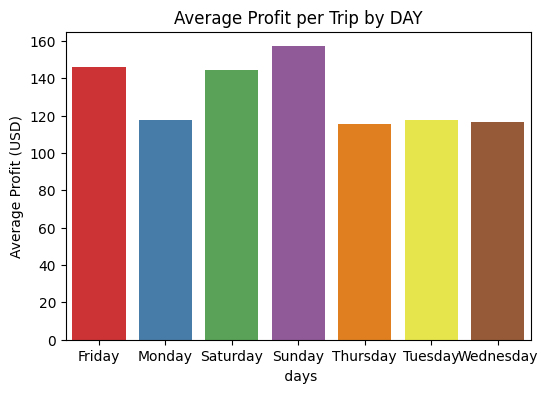 Average Profit per Trip by DAY
Average Profit (USD)
160
140
120
100
80
60
40
20
0
Friday Monday Saturday Sunday Thursday Tuesday Wednesday
days